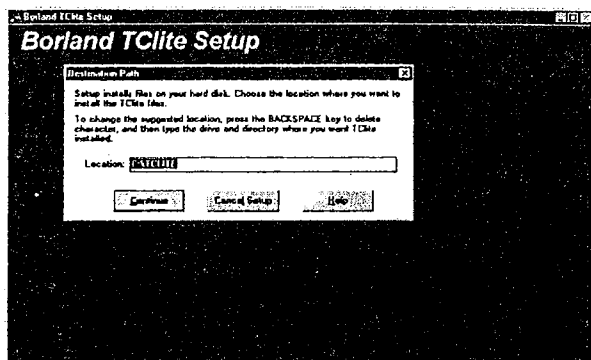 Borland TClite Setup
Borland TClite Setup
Destination Path
Setup installs files on your hard disk. Choose the location where you want to
install the TClite files.
To change the suggested location, press the BACKSPACE key to delete
character, and then type the drive and directory where you want TClite
installed.
Location:
Continue
Cancel Setup
Help